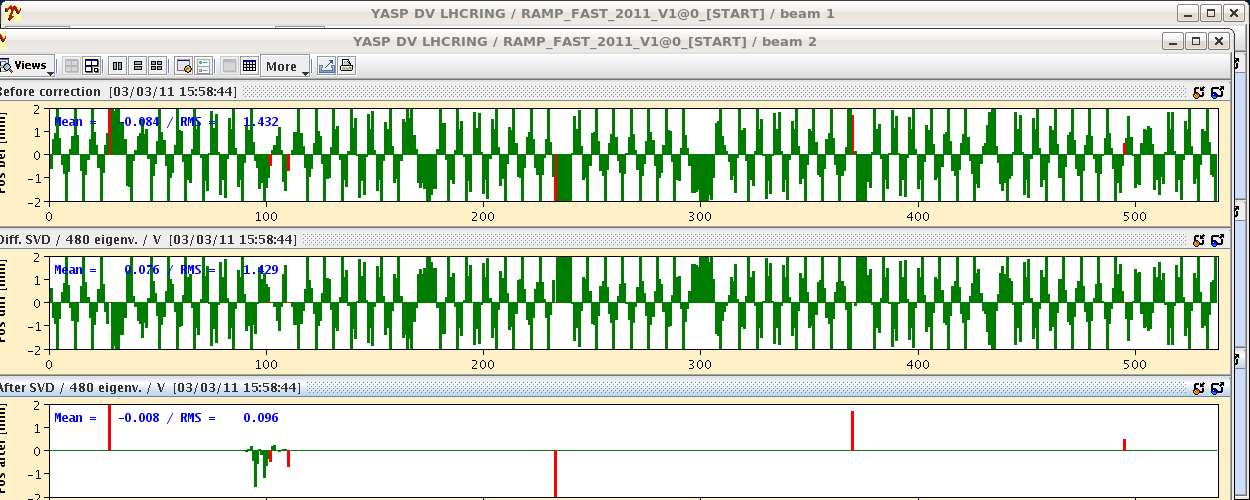 YASP DV LHCRING / RAMP_FAST_2011_V1@0_[START] / beam 1
YASP DV LHCRING / RAMP_FAST_2011_V1@0_[START] / beam 2
Views
More
Before correction [03/03/11 15:58:44]
Mean = -0.084 / RMS = 1.432
2
1
0
-1
-2
0 100 200 300 400 500
Diff. SVD / 480 eigenv. / V [03/03/11 15:58:44]
Mean = 0.076 / RMS = 1.429
2
1
0
-1
-2
0 100 200 300 400 500
After SVD / 480 eigenv. / V [03/03/11 15:58:44]
Pos after [mm]
Mean = -0.008 / RMS = 0.096
2
1
0
-1
-2